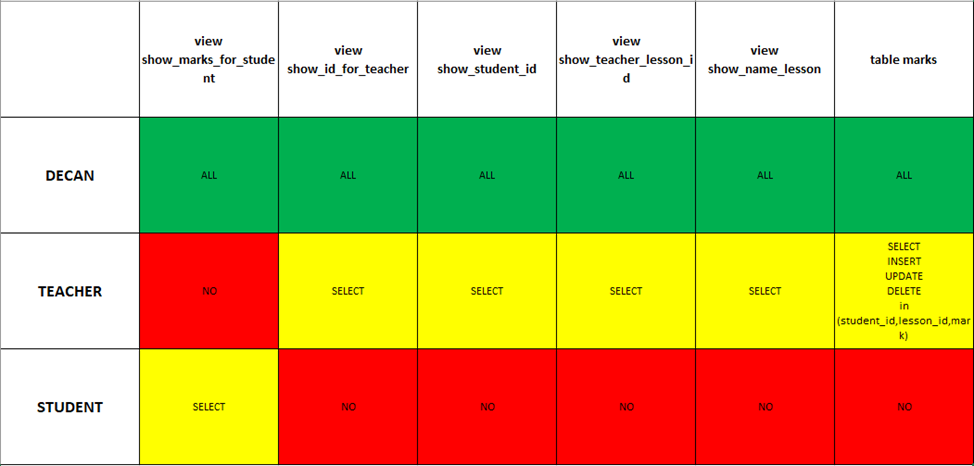 view
show_marks_for_stude
nt
view
show_id_for_teacher
view
show_student_id
view
show_teacher_lesson_i
d
view
show_name_lesson
table marks
DECAN
ALL
ALL
ALL
ALL
ALL
ALL
TEACHER
NO
SELECT
SELECT
SELECT
SELECT
SELECT
INSERT
UPDATE
DELETE
in
(student_id,lesson_id,mar
k)
STUDENT
SELECT
NO
NO
NO
NO
NO